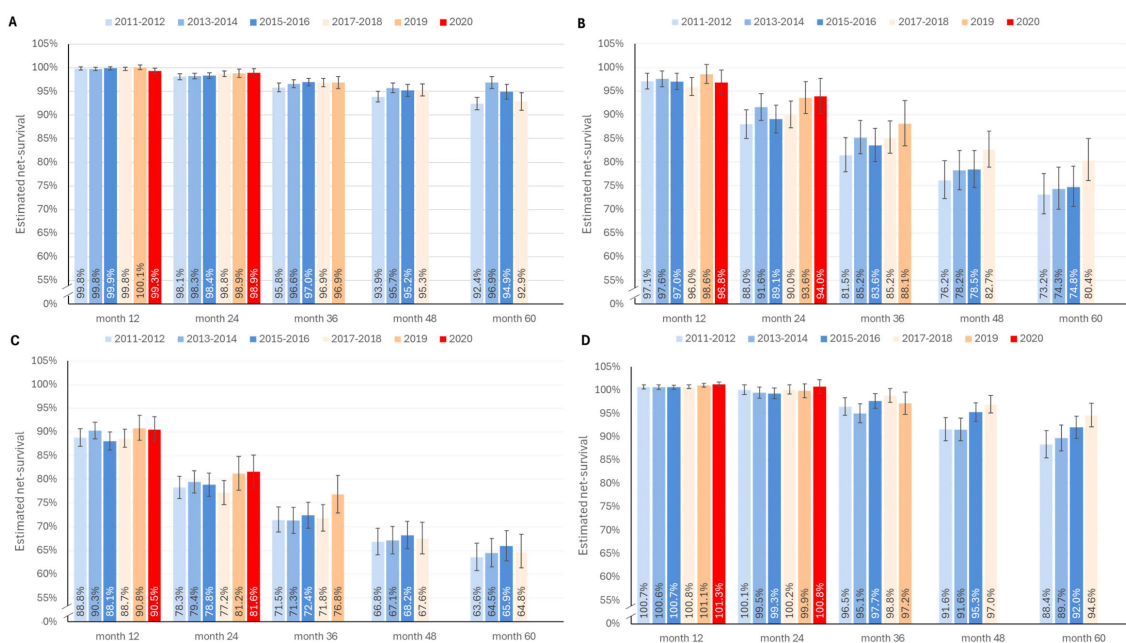 A
2011-2012 2013-2014 2015-2016 2017-2018 2019 2020
Estimated net-survival
105%
100%
95%
90%
85%
80%
75%
70%
65%
60%
55%
0%
99.8% 99.8% 99.9% 99.8% 100.1% 99.3%
98.1% 98.3% 98.4% 98.8% 98.9% 98.9%
95.8% 96.6% 97.0% 96.9% 96.9%
93.9% 95.7% 95.2% 95.3%
92.4% 96.9% 94.9% 92.9%
month 12 month 24 month 36 month 48 month 60
B
2011-2012 2013-2014 2015-2016 2017-2018 2019 2020
Estimated net-survival
105%
100%
95%
90%
85%
80%
75%
70%
65%
60%
55%
0%
97.1% 97.6% 97.0% 96.0% 98.6% 96.8%
88.0% 91.6% 89.1% 90.0% 93.6% 94.0%
81.5% 85.2% 83.6% 85.2% 88.1%
76.2% 78.2% 78.5% 82.7%
73.2% 74.3% 74.8% 80.4%
month 12 month 24 month 36 month 48 month 60
C
2011-2012 2013-2014 2015-2016 2017-2018 2019 2020
Estimated net-survival
105%
100%
95%
90%
85%
80%
75%
70%
65%
60%
55%
0%
88.8% 90.3% 88.1% 88.7% 90.8% 90.5%
78.3% 79.4% 78.8% 77.2% 81.2% 81.6%
71.5% 71.3% 72.4% 71.8% 76.8%
66.8% 67.1% 68.2% 67.6%
63.6% 64.5% 65.9% 64.8%
month 12 month 24 month 36 month 48 month 60
D
2011-2012 2013-2014 2015-2016 2017-2018 2019 2020
Estimated net-survival
105%
100%
95%
90%
85%
80%
75%
70%
65%
60%
55%
0%
100.7% 100.6% 100.7% 100.8% 101.1% 101.3%
100.1% 99.5% 99.3% 100.2% 99.9% 100.8%
96.5% 95.1% 97.7% 98.8% 97.2%
91.6% 91.6% 95.3% 97.0%
88.4% 89.7% 92.0% 94.6%
month 12 month 24 month 36 month 48 month 60